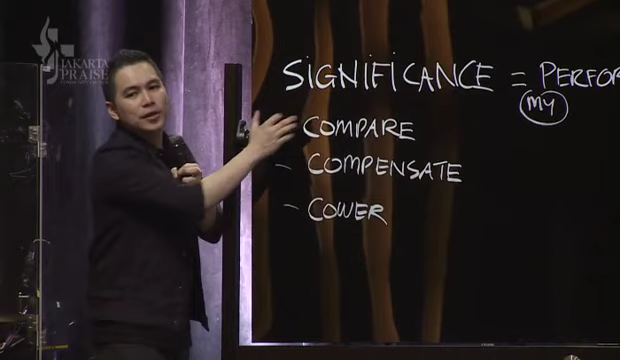 JAKARTA
PRAISE
SIGNIFICANCE = PERFOR
MY
COMPARE
- COMPENSATE
- COWER